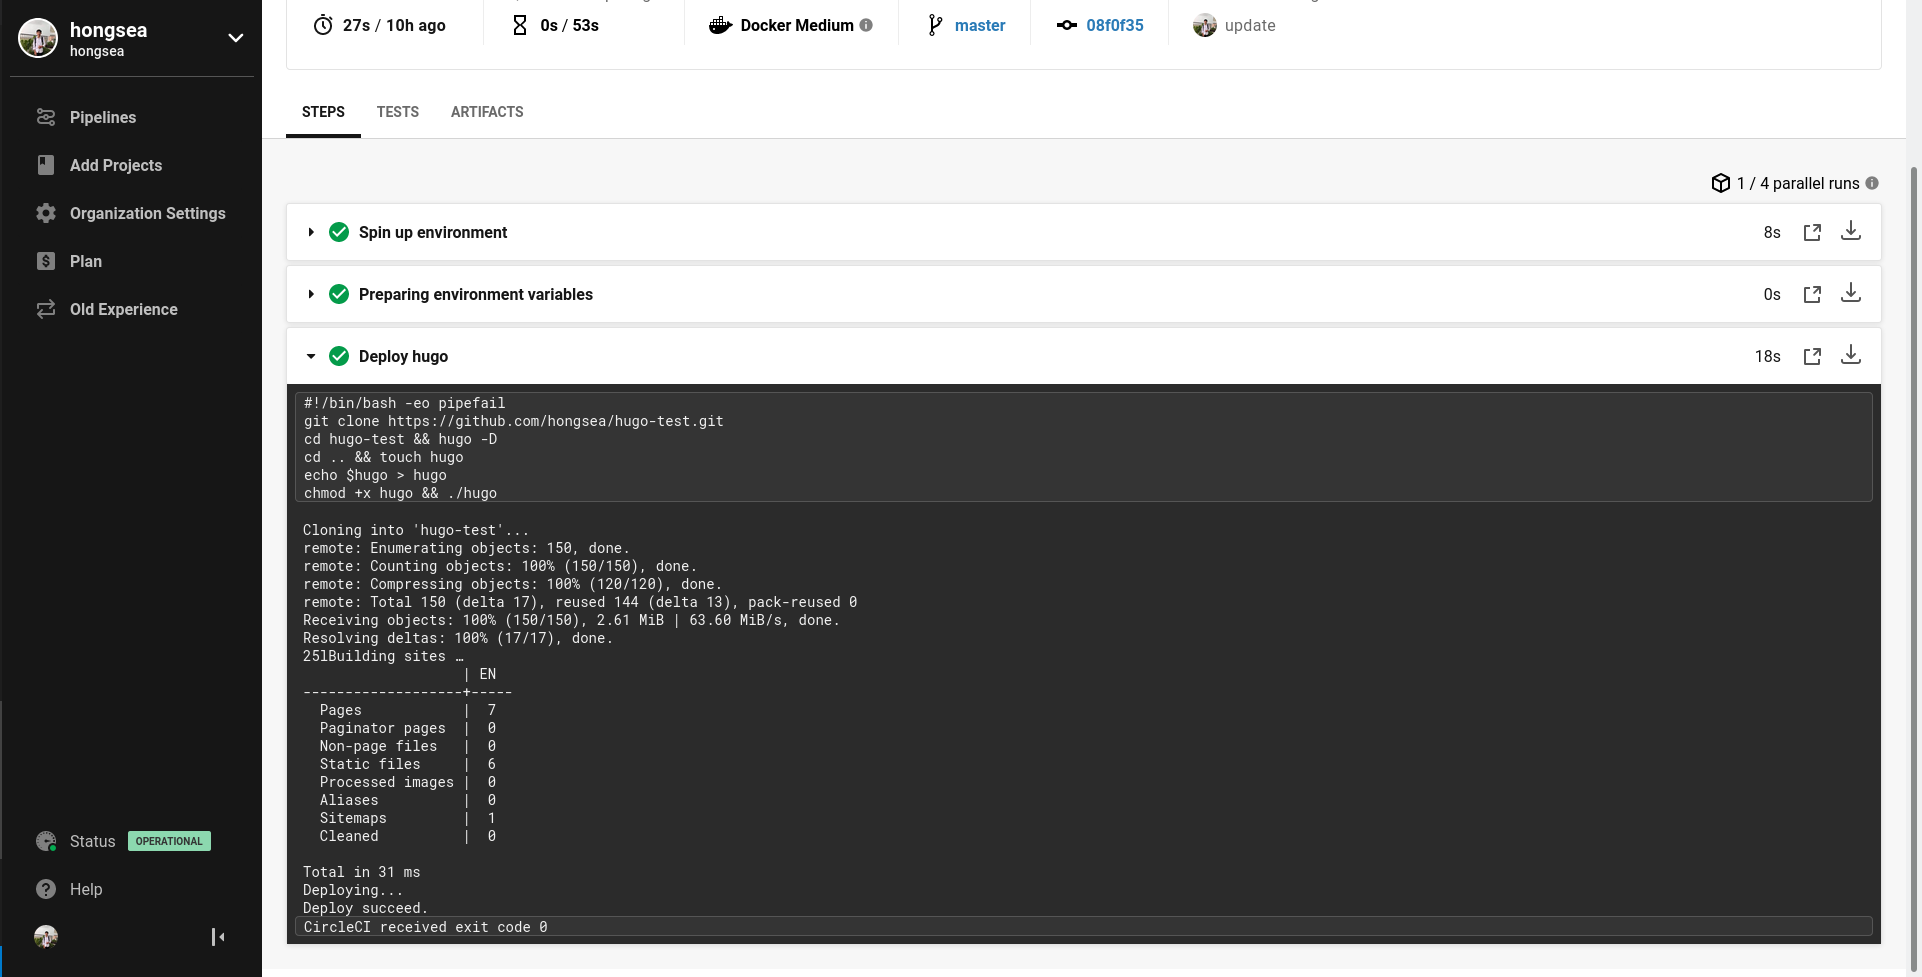 hongsea
hongsea
Pipelines
Add Projects
Organization Settings
Plan
Old Experience
Status OPERATIONAL
Help
27s / 10h ago
0s / 53s
Docker Medium
master
08f0f35
update
STEPS TESTS ARTIFACTS
1 / 4 parallel runs
Spin up environment 8s
Preparing environment variables 0s
Deploy hugo 18s
#!/bin/bash -eo pipefail
git clone https://github.com/hongsea/hugo-test.git
cd hugo-test && hugo -D
cd .. && touch hugo
echo $hugo > hugo
chmod +x hugo && ./hugo
Cloning into 'hugo-test'...
remote: Enumerating objects: 150, done.
remote: Counting objects: 100% (150/150), done.
remote: Compressing objects: 100% (120/120), done.
remote: Total 150 (delta 17), reused 144 (delta 13), pack-reused 0
Receiving objects: 100% (150/150), 2.61 MiB | 63.60 MiB/s, done.
Resolving deltas: 100% (17/17), done.
25lBuilding sites …
                   | EN
-------------------+-----
  Pages            |  7
  Paginator pages  |  0
  Non-page files   |  0
  Static files     |  6
  Processed images |  0
  Aliases          |  0
  Sitemaps         |  1
  Cleaned          |  0
Total in 31 ms
Deploying...
Deploy succeed.
CircleCI received exit code 0